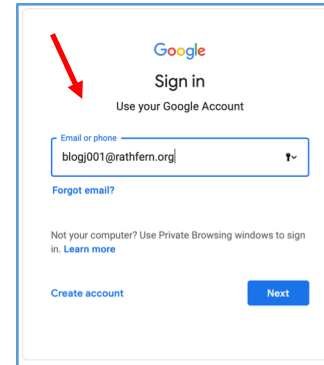 Google
Sign in
Use your Google Account
Email or phone
blogj001@rathfern.org
Forgot email?
Not your computer? Use Private Browsing windows to sign
in. Learn more
Create account
Next